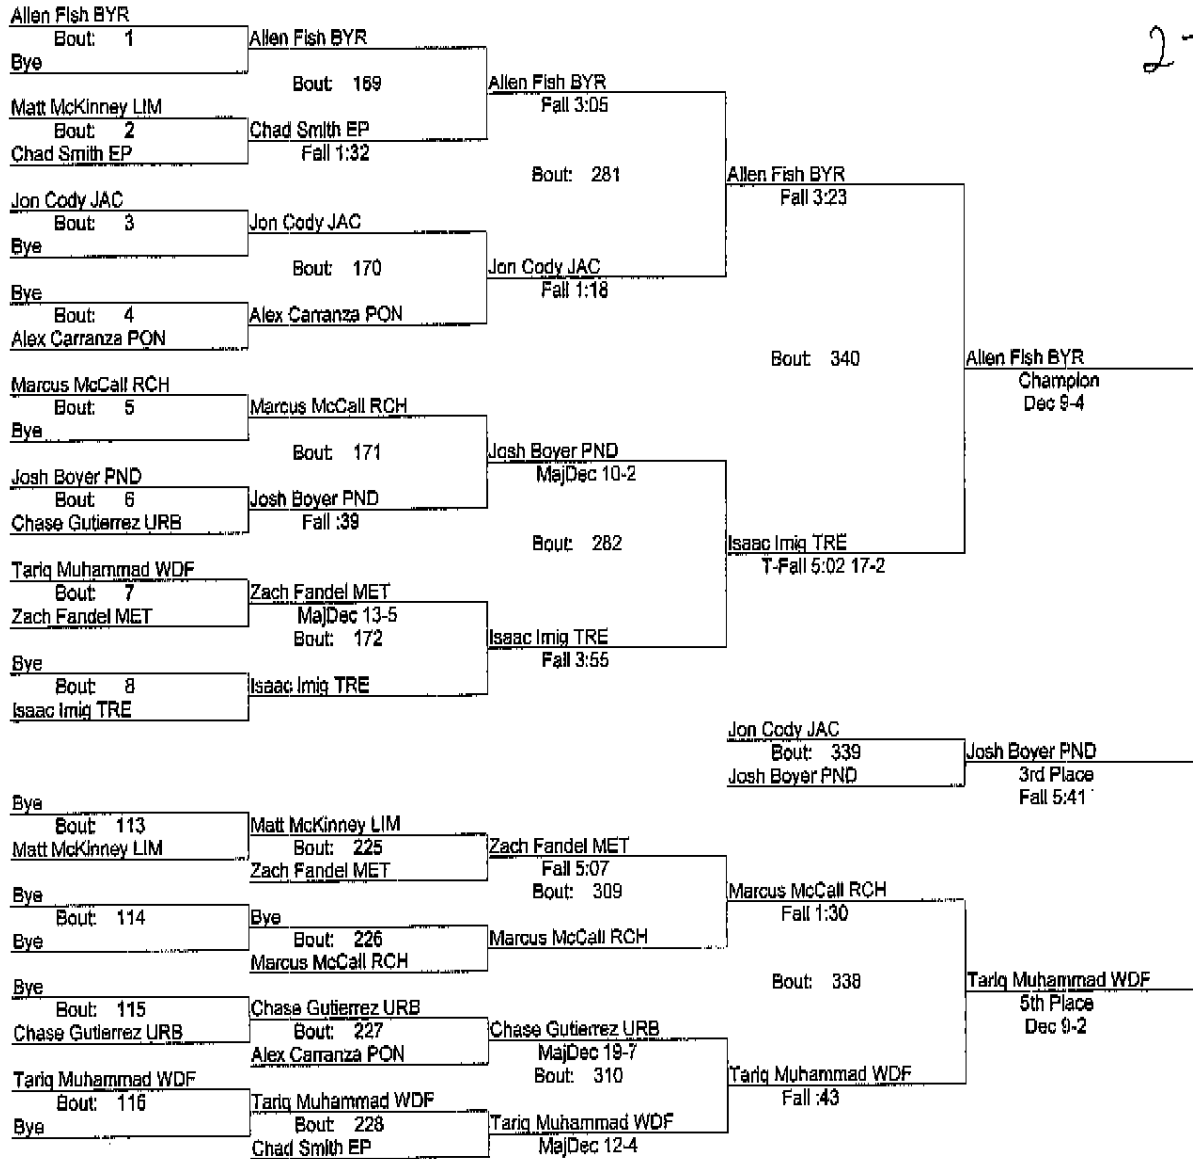 Allen Fish BYR
Bout: 1
Bye
Allen Fish BYR
Bout: 169
Matt McKinney LIM
Bout: 2
Chad Smith EP
Chad Smith EP
Fall 1:32
Allen Fish BYR
Fall 3:05
Bout: 281
Jon Cody JAC
Bout: 3
Bye
Jon Cody JAC
Bout: 170
Bye
Bout: 4
Alex Carranza PON
Alex Carranza PON
Jon Cody JAC
Fall 1:18
Allen Fish BYR
Fall 3:23
Bout: 340
Marcus McCall RCH
Bout: 5
Bye
Marcus McCall RCH
Bout: 171
Josh Boyer PND
Bout: 6
Chase Gutierrez URB
Josh Boyer PND
Fall :39
Josh Boyer PND
MajDec 10-2
Bout: 282
Tariq Muhammad WDF
Bout: 7
Zach Fandel MET
Zach Fandel MET
MajDec 13-5
Bout: 172
Bye
Bout: 8
Isaac Imig TRE
Isaac Imig TRE
Isaac Imig TRE
Fall 3:55
Isaac Imig TRE
T-Fall 5:02 17-2
Allen Fish BYR
Champion
Dec 9-4
Jon Cody JAC
Bout: 339
Josh Boyer PND
Josh Boyer PND
3rd Place
Fall 5:41
Bye
Bout: 113
Matt McKinney LIM
Matt McKinney LIM
Bout: 225
Zach Fandel MET
Zach Fandel MET
Fall 5:07
Bout: 309
Bye
Bout: 114
Bye
Bye
Bout: 226
Marcus McCall RCH
Marcus McCall RCH
Marcus McCall RCH
Fall 1:30
Bout: 338
Bye
Bout: 115
Chase Gutierrez URB
Chase Gutierrez URB
Bout: 227
Alex Carranza PON
Chase Gutierrez URB
MajDec 19-7
Bout: 310
Tariq Muhammad WDF
Bout: 116
Bye
Tariq Muhammad WDF
Bout: 228
Chad Smith EP
Tariq Muhammad WDF
MajDec 12-4
Tariq Muhammad WDF
Fall :43
Tariq Muhammad WDF
5th Place
Dec 9-2